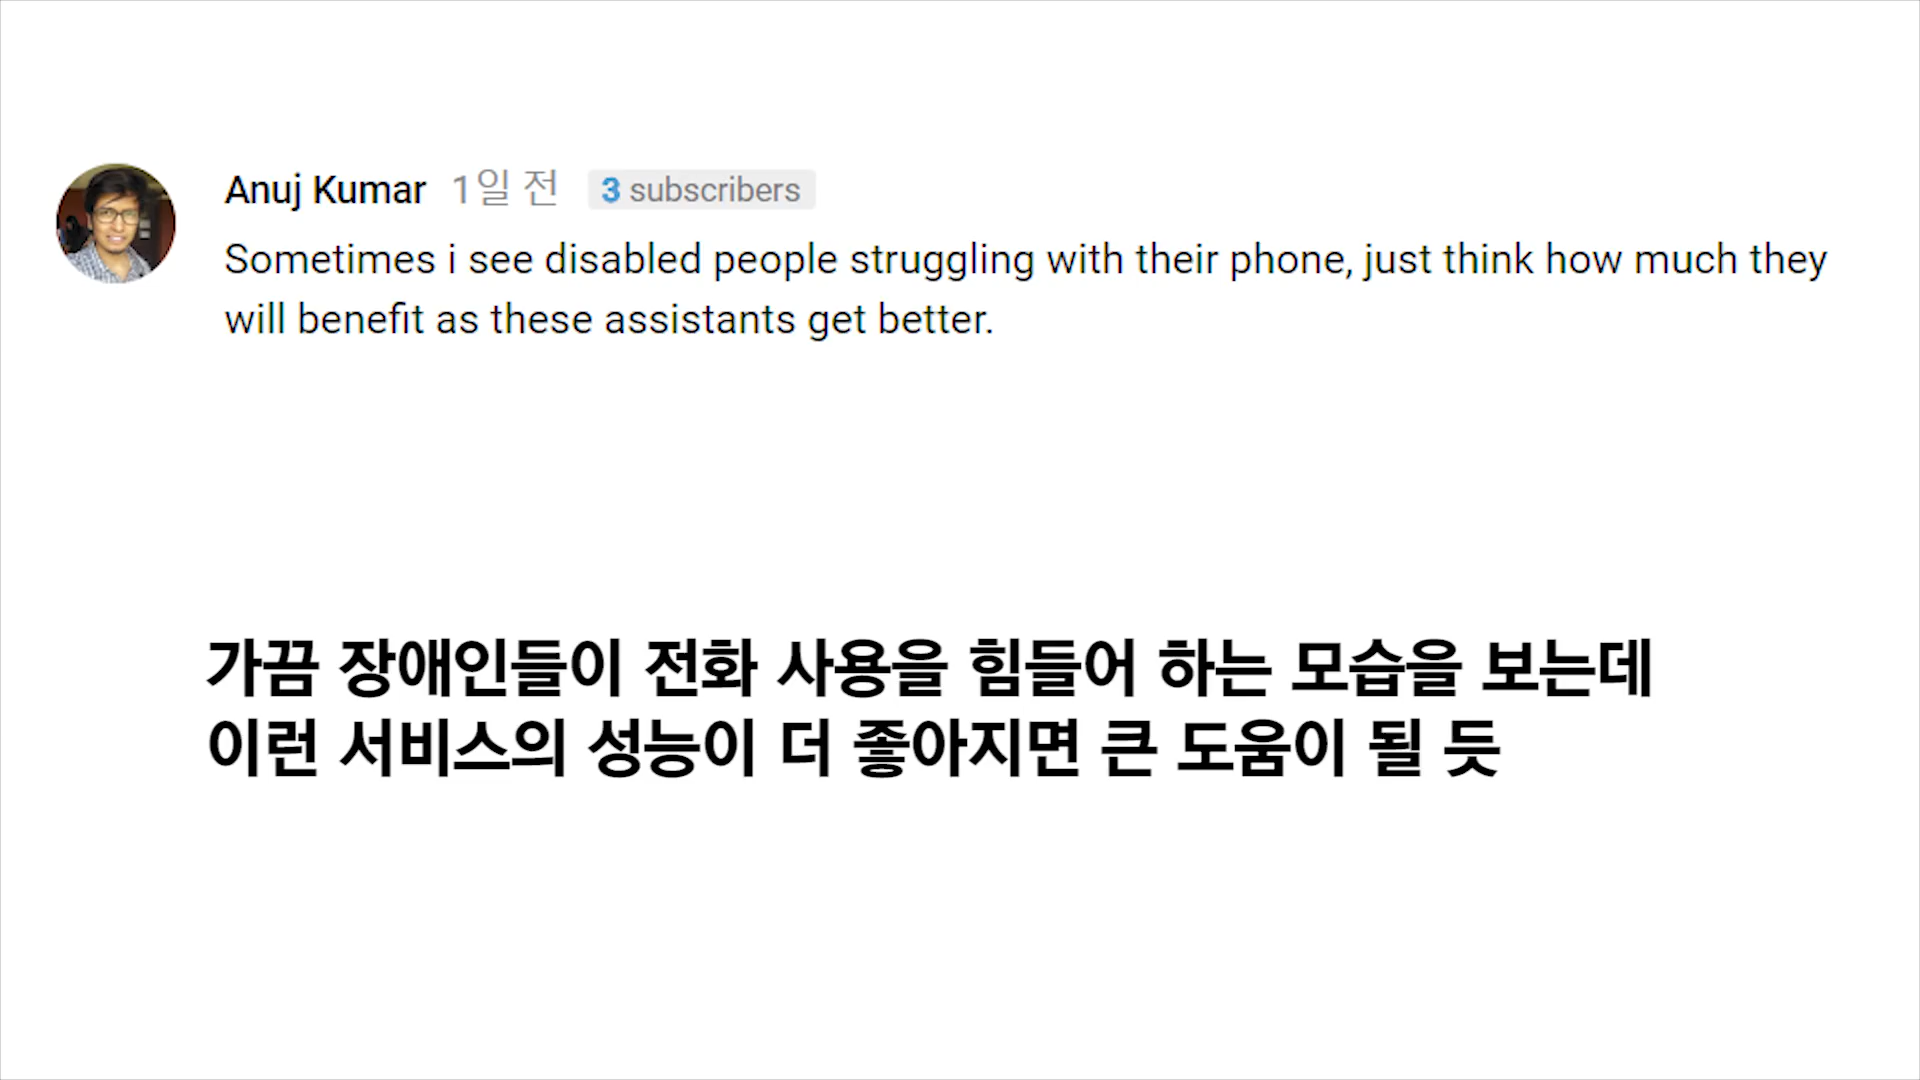 Anuj Kumar 1일 전 3 subscribers
Sometimes i see disabled people struggling with their phone, just think how much they
will benefit as these assistants get better.
가끔 장애인들이 전화 사용을 힘들어 하는 모습을 보는데
이런 서비스의 성능이 더 좋아지면 큰 도움이 될 듯